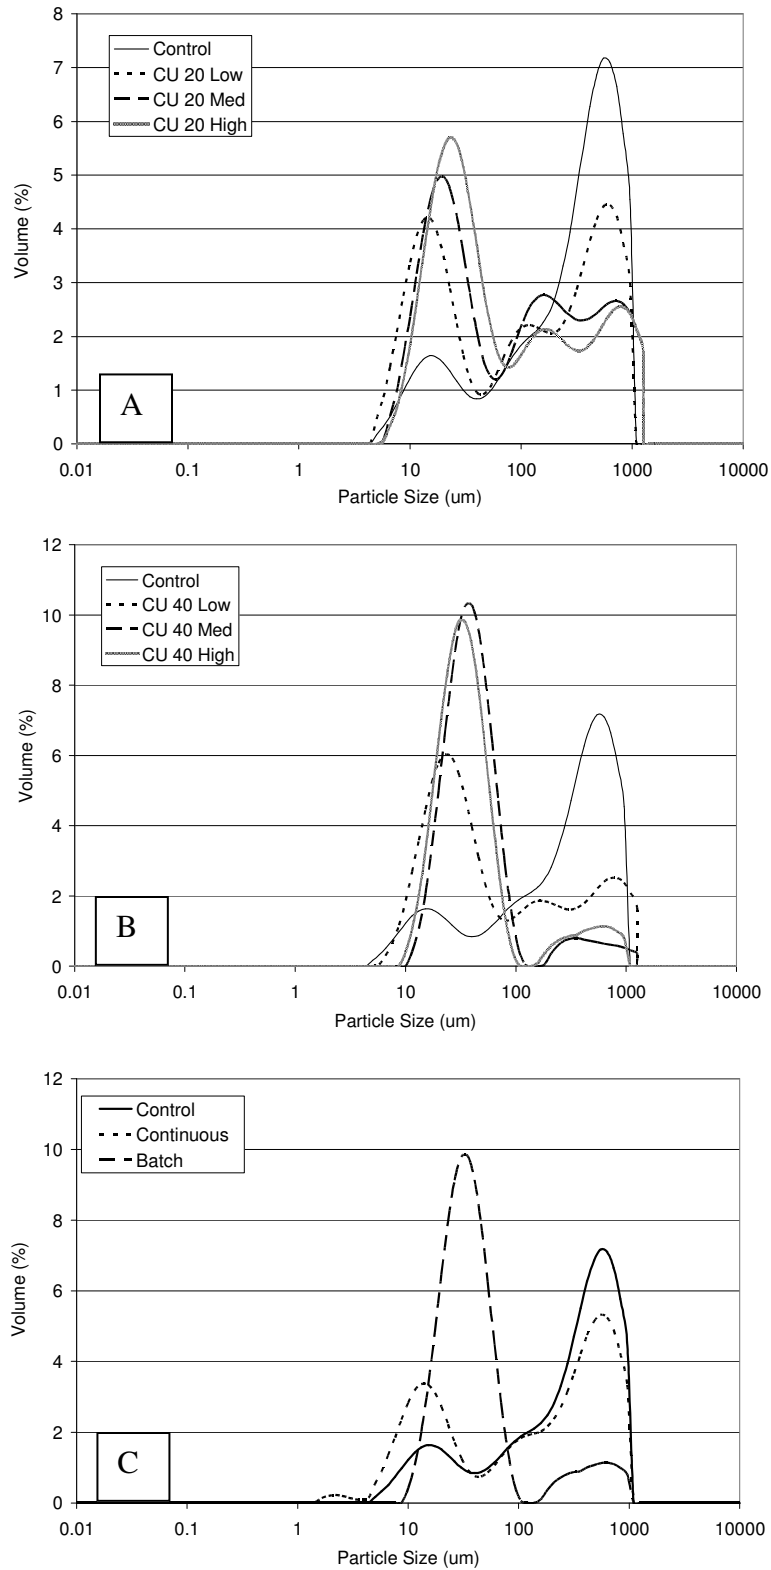 8
7
6
5
4
3
2
1
0
Volume (%)
Control
CU 20 Low
CU 20 Med
CU 20 High
A
0.01 0.1 1 10 100 1000 10000
Particle Size (um)
12
10
8
6
4
2
0
Volume (%)
Control
CU 40 Low
CU 40 Med
CU 40 High
B
0.01 0.1 1 10 100 1000 10000
Particle Size (um)
12
10
8
6
4
2
0
Volume (%)
Control
Continuous
Batch
C
0.01 0.1 1 10 100 1000 10000
Particle Size (um)